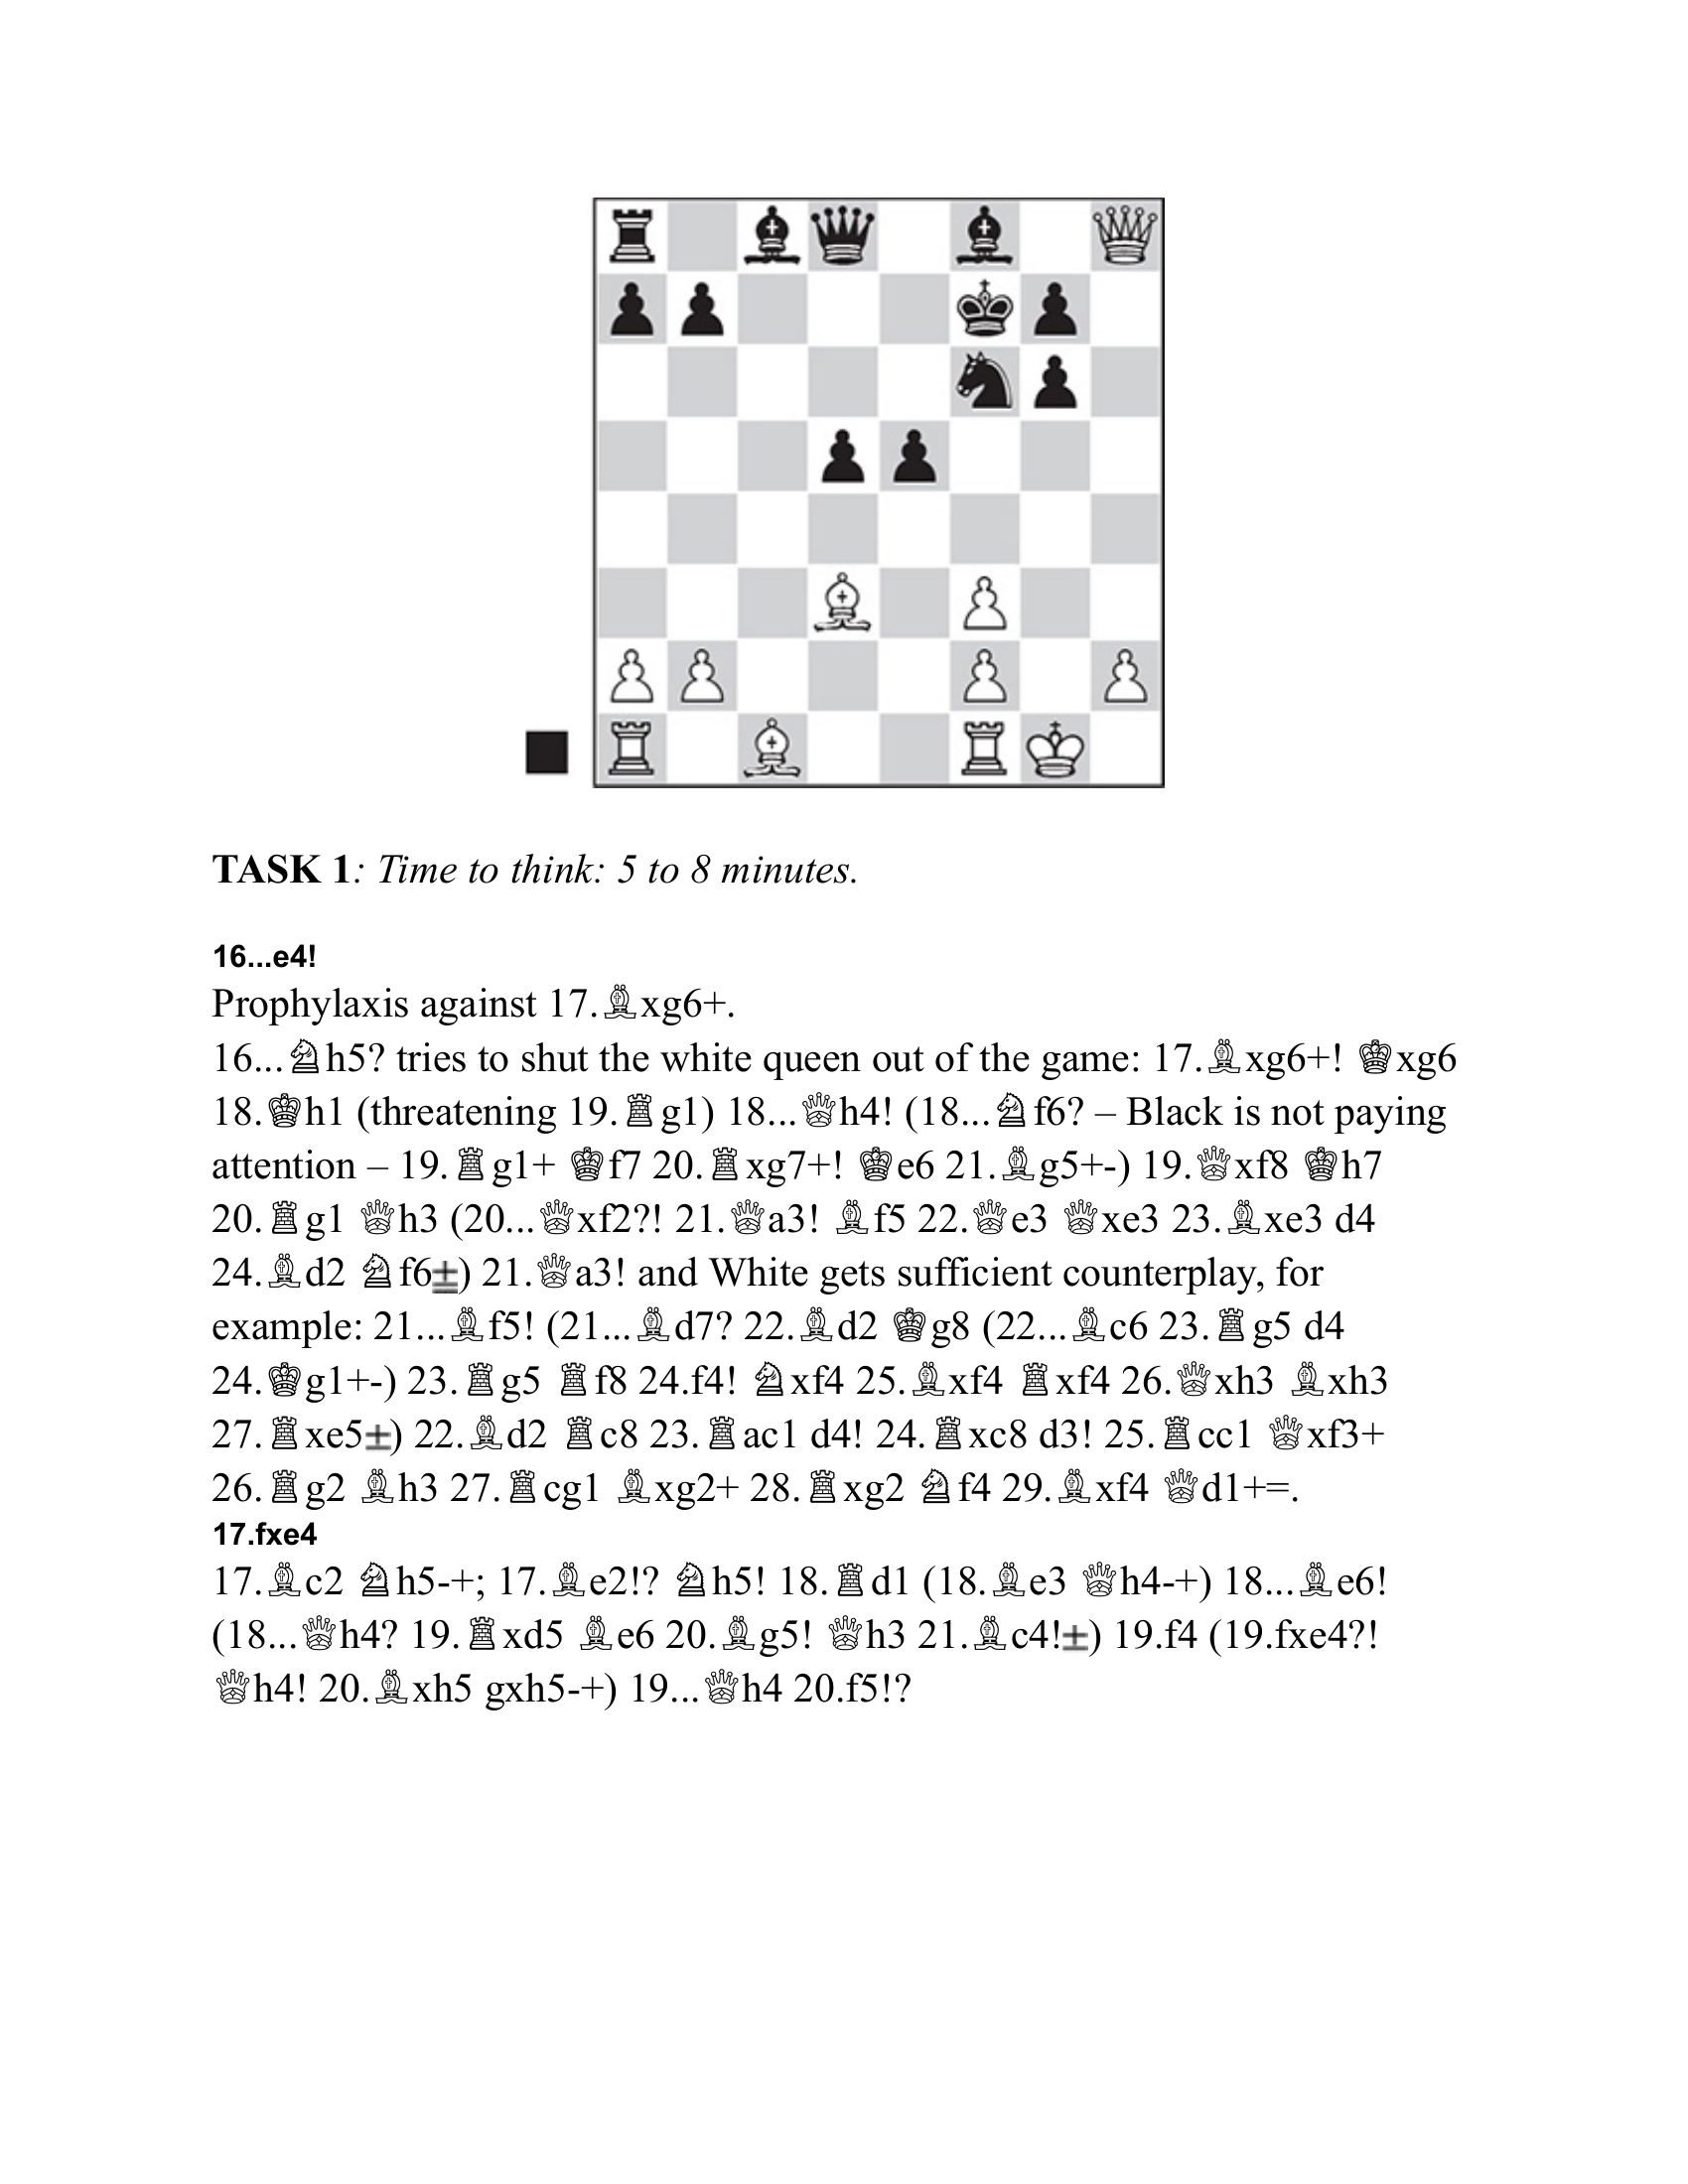 TASK 1: Time to think: 5 to 8 minutes.
16...e4!
Prophylaxis against 17.♗xg6+.
16...♘h5? tries to shut the white queen out of the game: 17.♗xg6+! ♔xg6
18.♔h1 (threatening 19.♖g1) 18...♕h4! (18...♘f6? – Black is not paying
attention – 19.♖g1+ ♔f7 20.♖xg7+! ♔e6 21.♗g5+-) 19.♕xf8 ♔h7
20.♖g1 ♕h3 (20...♕xf2?! 21.♕a3! ♗f5 22.♕e3 ♕xe3 23.♗xe3 d4
24.♗d2 ♘f6±) 21.♕a3! and White gets sufficient counterplay, for
example: 21...♗f5! (21...♗d7? 22.♗d2 ♔g8 (22...♗c6 23.♖g5 d4
24.♔g1+-) 23.♖g5 ♖f8 24.f4! ♘xf4 25.♗xf4 ♖xf4 26.♕xh3 ♗xh3
27.♖xe5±) 22.♗d2 ♖c8 23.♖ac1 d4! 24.♖xc8 d3! 25.♖cc1 ♕xf3+
26.♖g2 ♗h3 27.♖cg1 ♗xg2+ 28.♖xg2 ♘f4 29.♗xf4 ♕d1+=.
17.fxe4
17.♗c2 ♘h5-+; 17.♗e2!? ♘h5! 18.♖d1 (18.♗e3 ♕h4-+) 18...♗e6!
(18...♕h4? 19.♖xd5 ♗e6 20.♗g5! ♕h3 21.♗c4!±) 19.f4 (19.fxe4?!
♕h4! 20.♗xh5 gxh5-+) 19...♕h4 20.f5!?